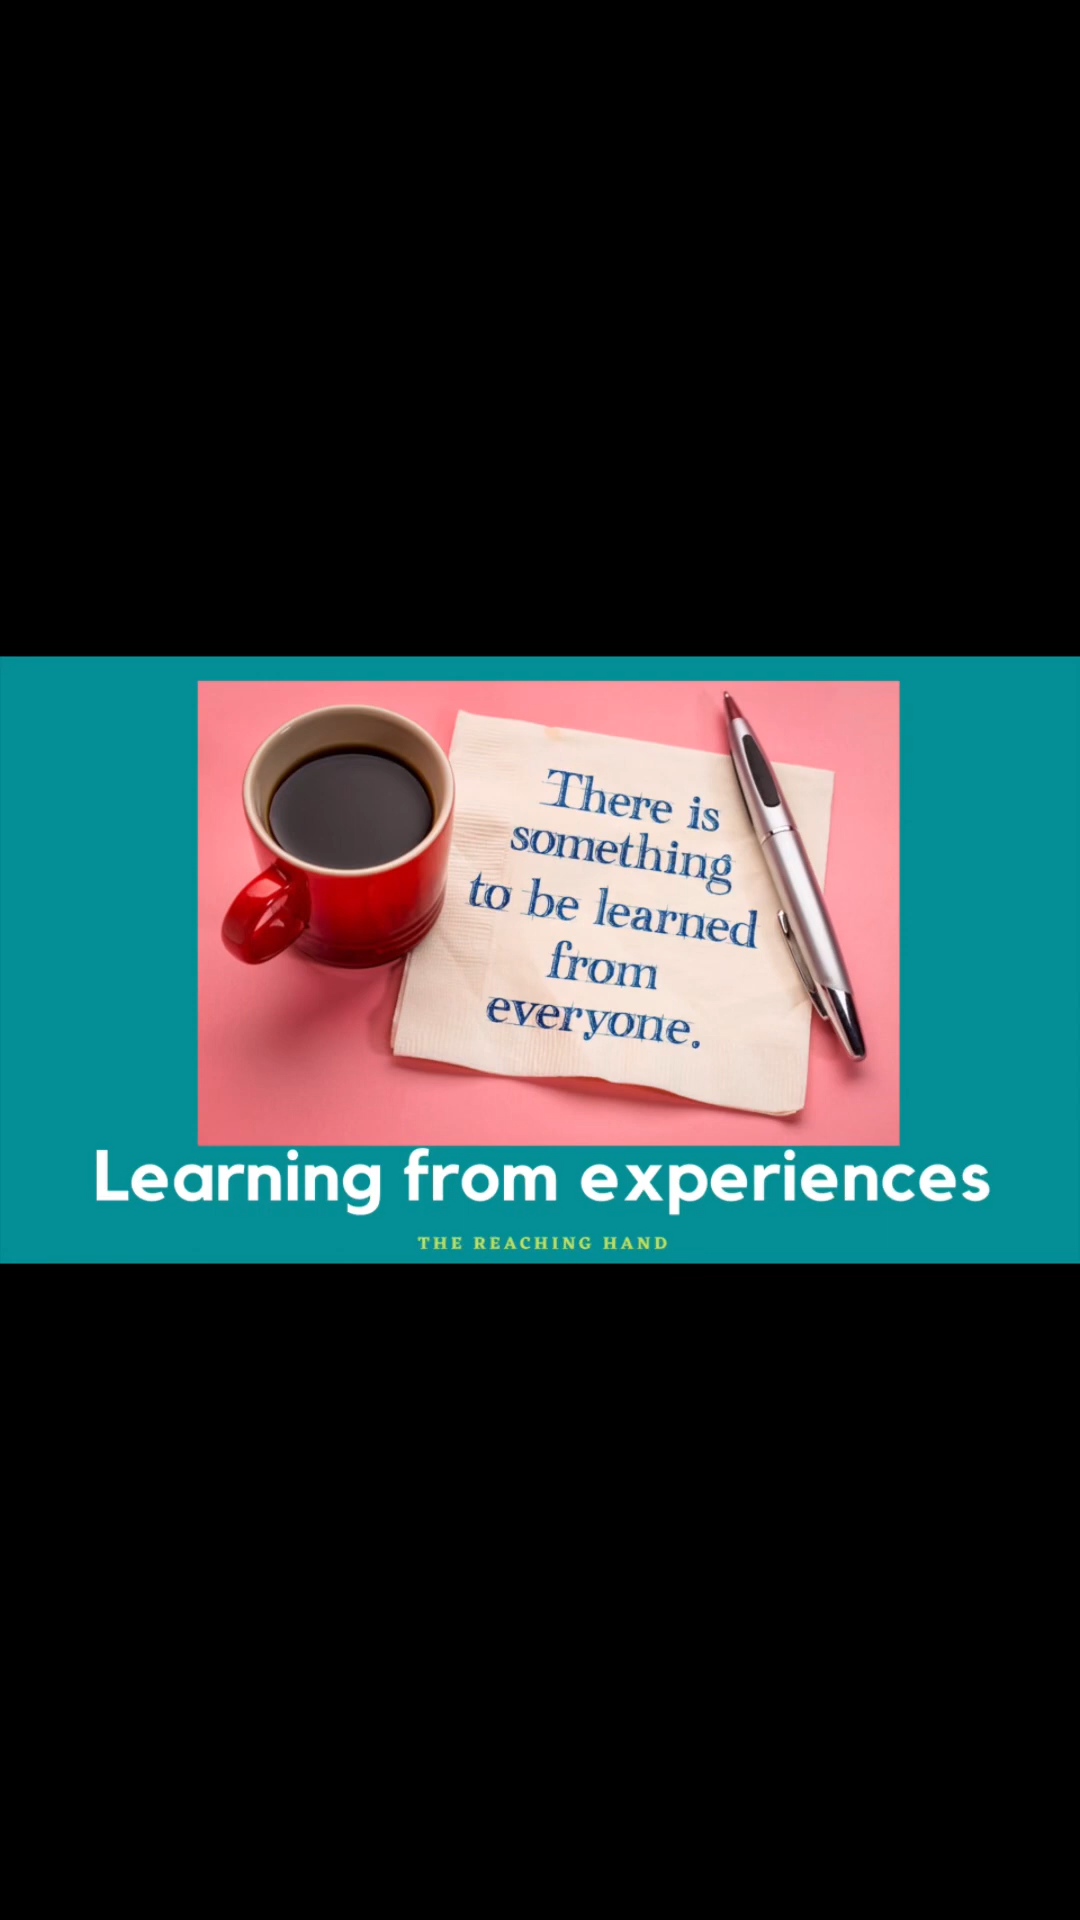 There is
something
to be learned
from
everyone.
Learning from experiences
THE REACHING HAND